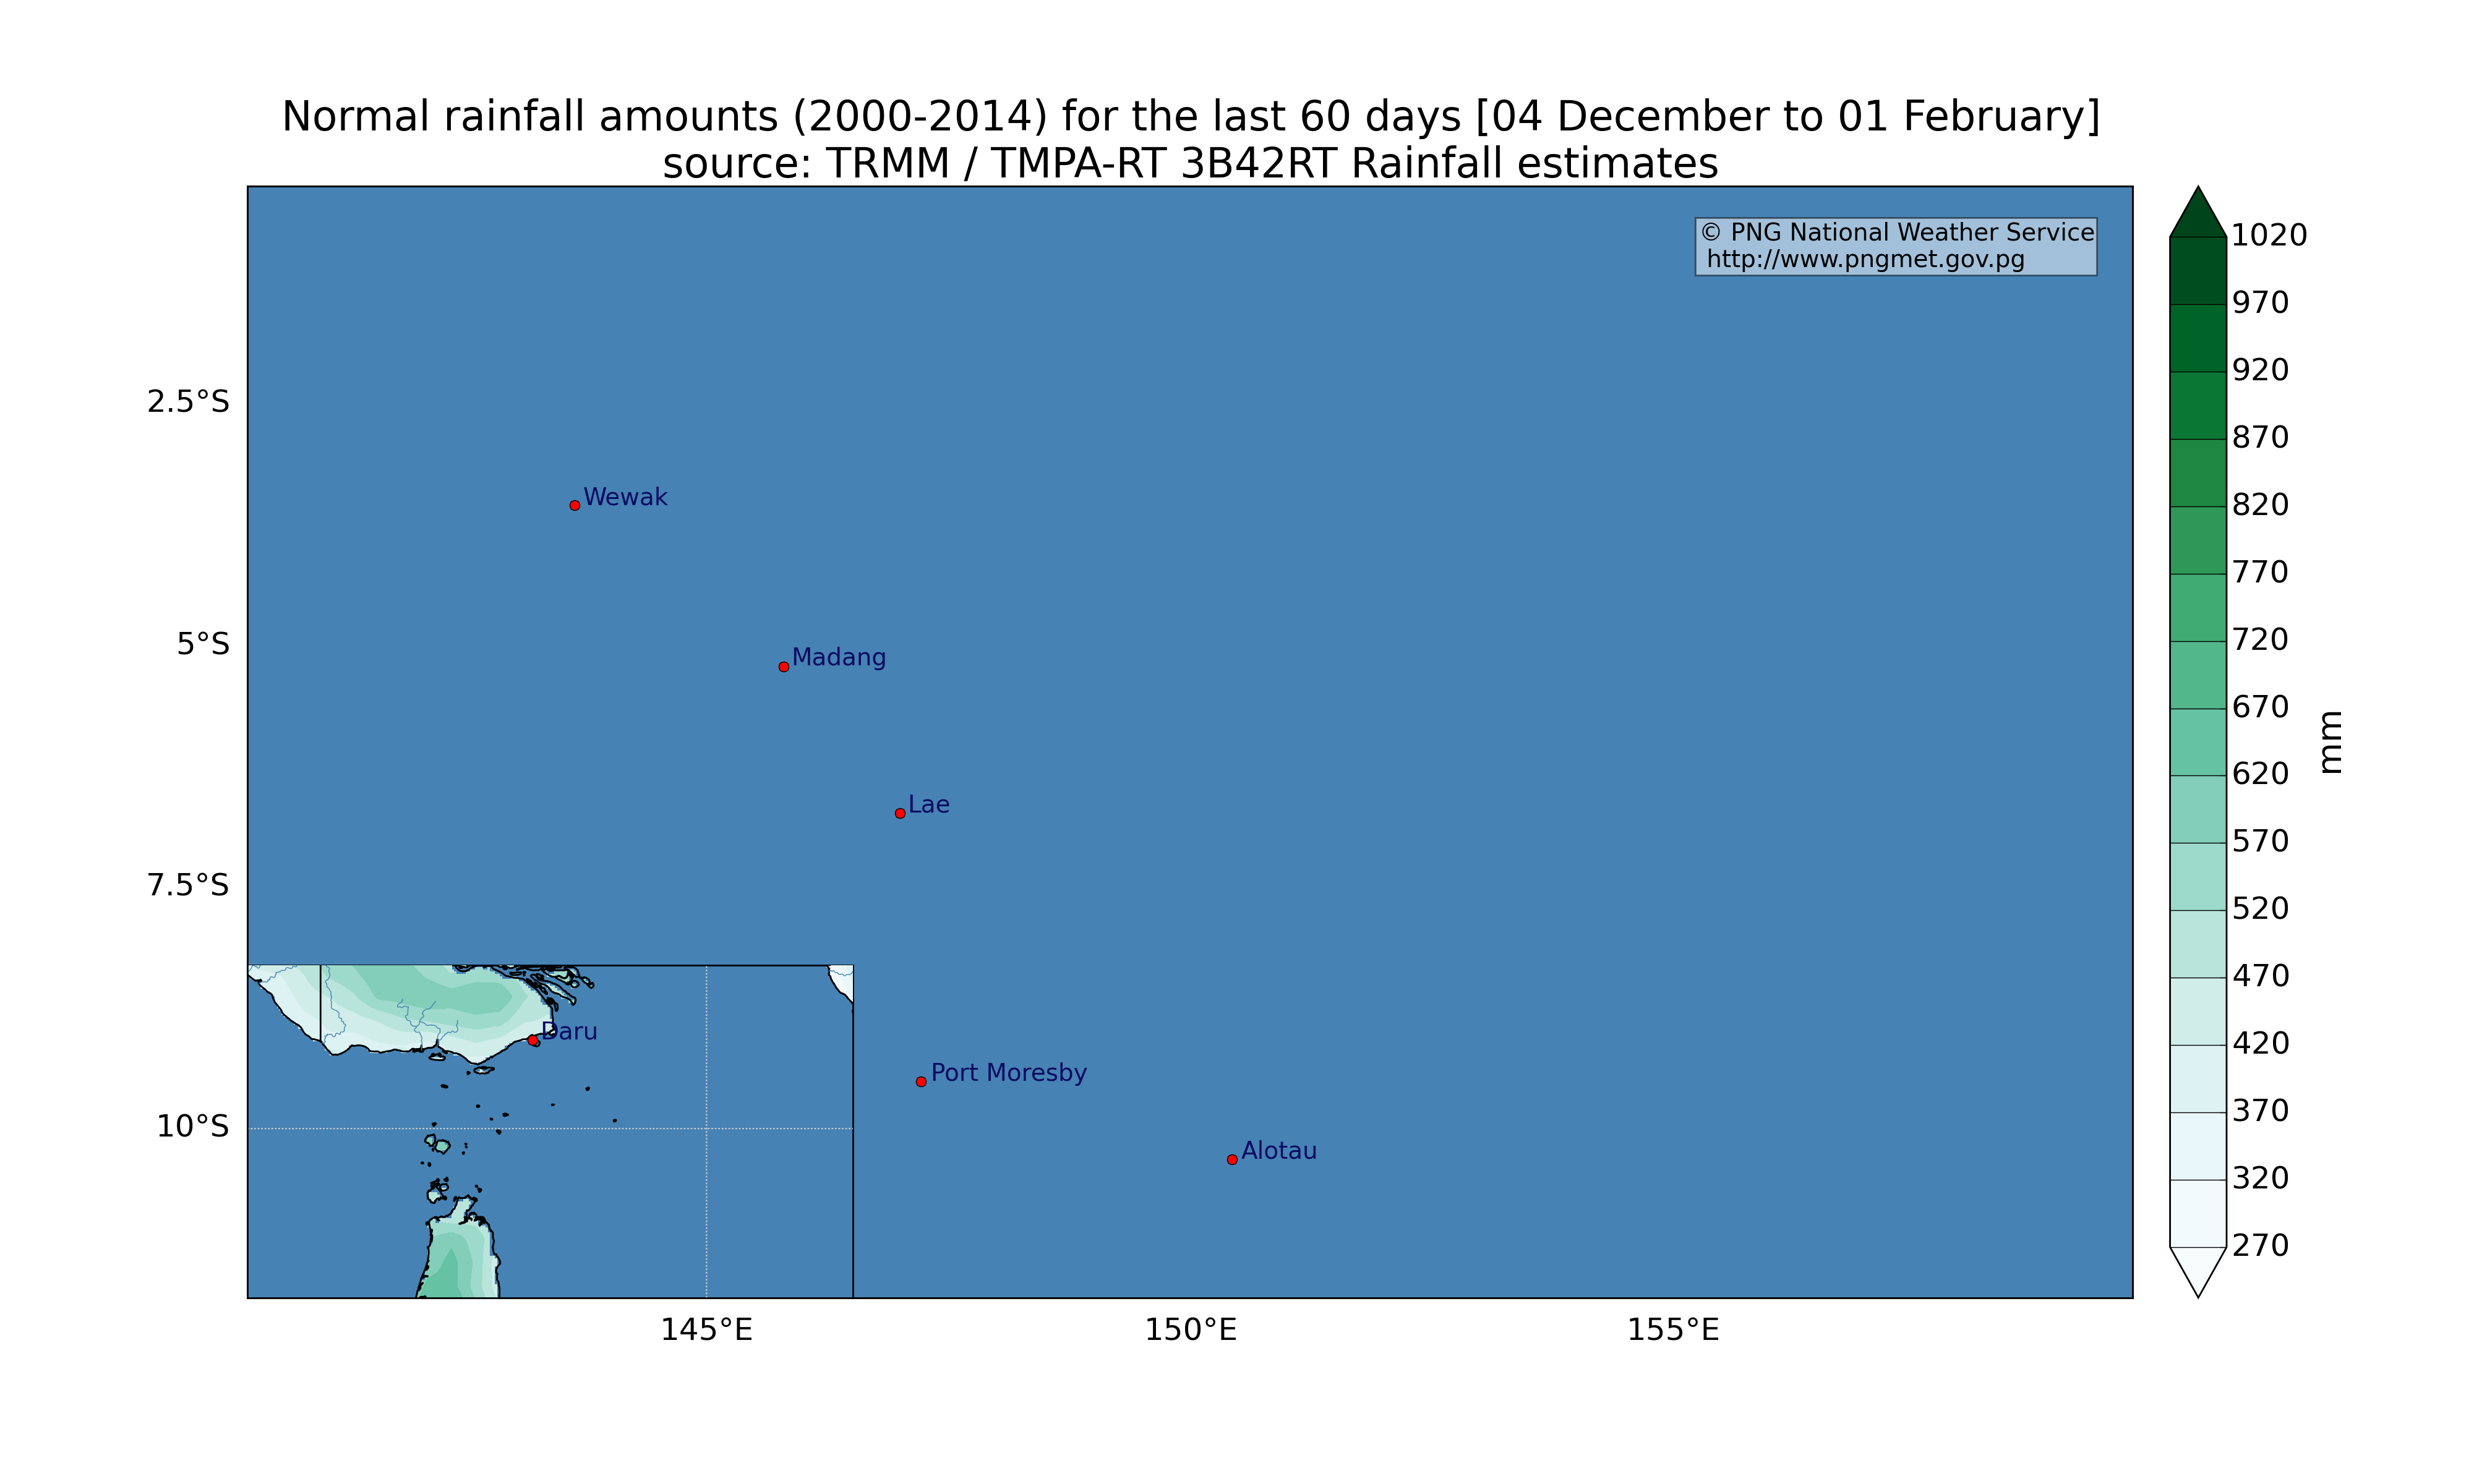 Normal rainfall amounts (2000-2014) for the last 60 days [04 December to 01 February]
source: TRMM / TMPA-RT 3B42RT Rainfall estimates
© PNG National Weather Service
http://www.pngmet.gov.pg
2.5°S
5°S
7.5°S
10°S
Wewak
Madang
Lae
Daru
Port Moresby
Alotau
145°E
150°E
155°E
1020
970
920
870
820
770
720
670
620
570
520
470
420
370
320
270
mm